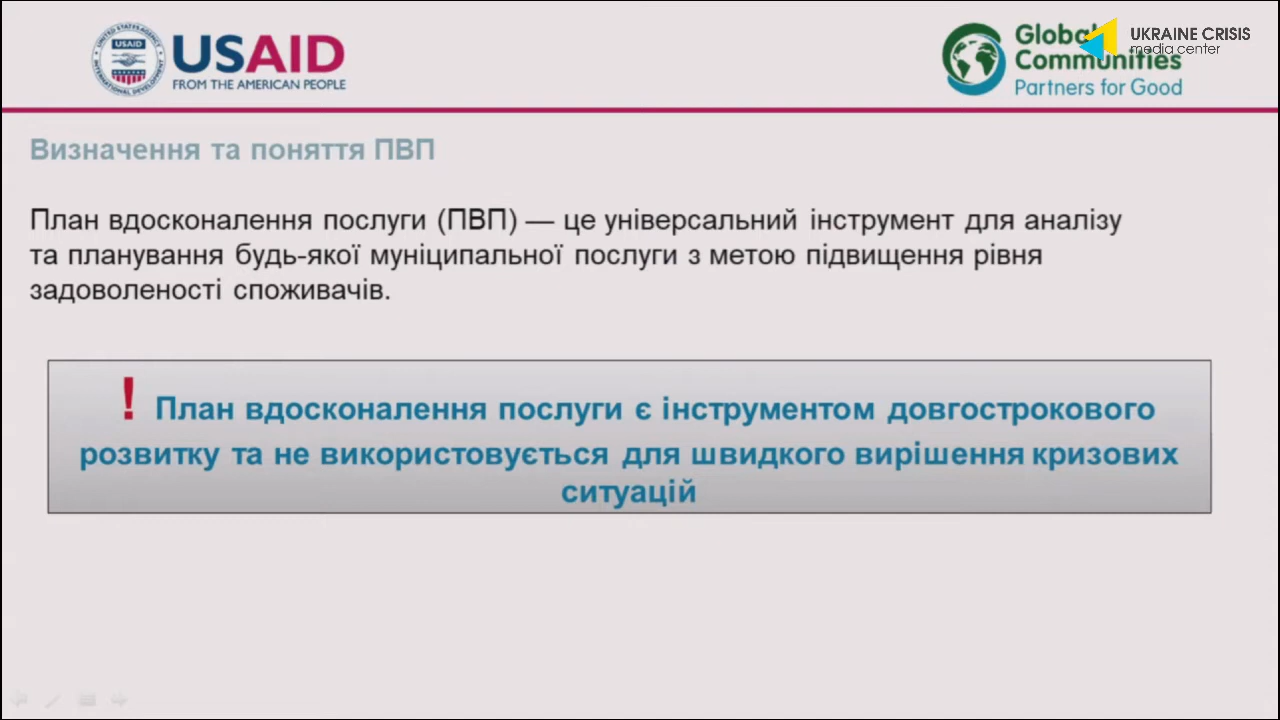 USAID
USAID
FROM THE AMERICAN PEOPLE
Global
Communities
Partners for Good
UKRAINE CRISIS
media center
Визначення та поняття ПВП
План вдосконалення послуги (ПВП) — це універсальний інструмент для аналізу
та планування будь-якої муніципальної послуги з метою підвищення рівня
задоволеності споживачів.
! План вдосконалення послуги є інструментом довгострокового
розвитку та не використовується для швидкого вирішення кризових
ситуацій